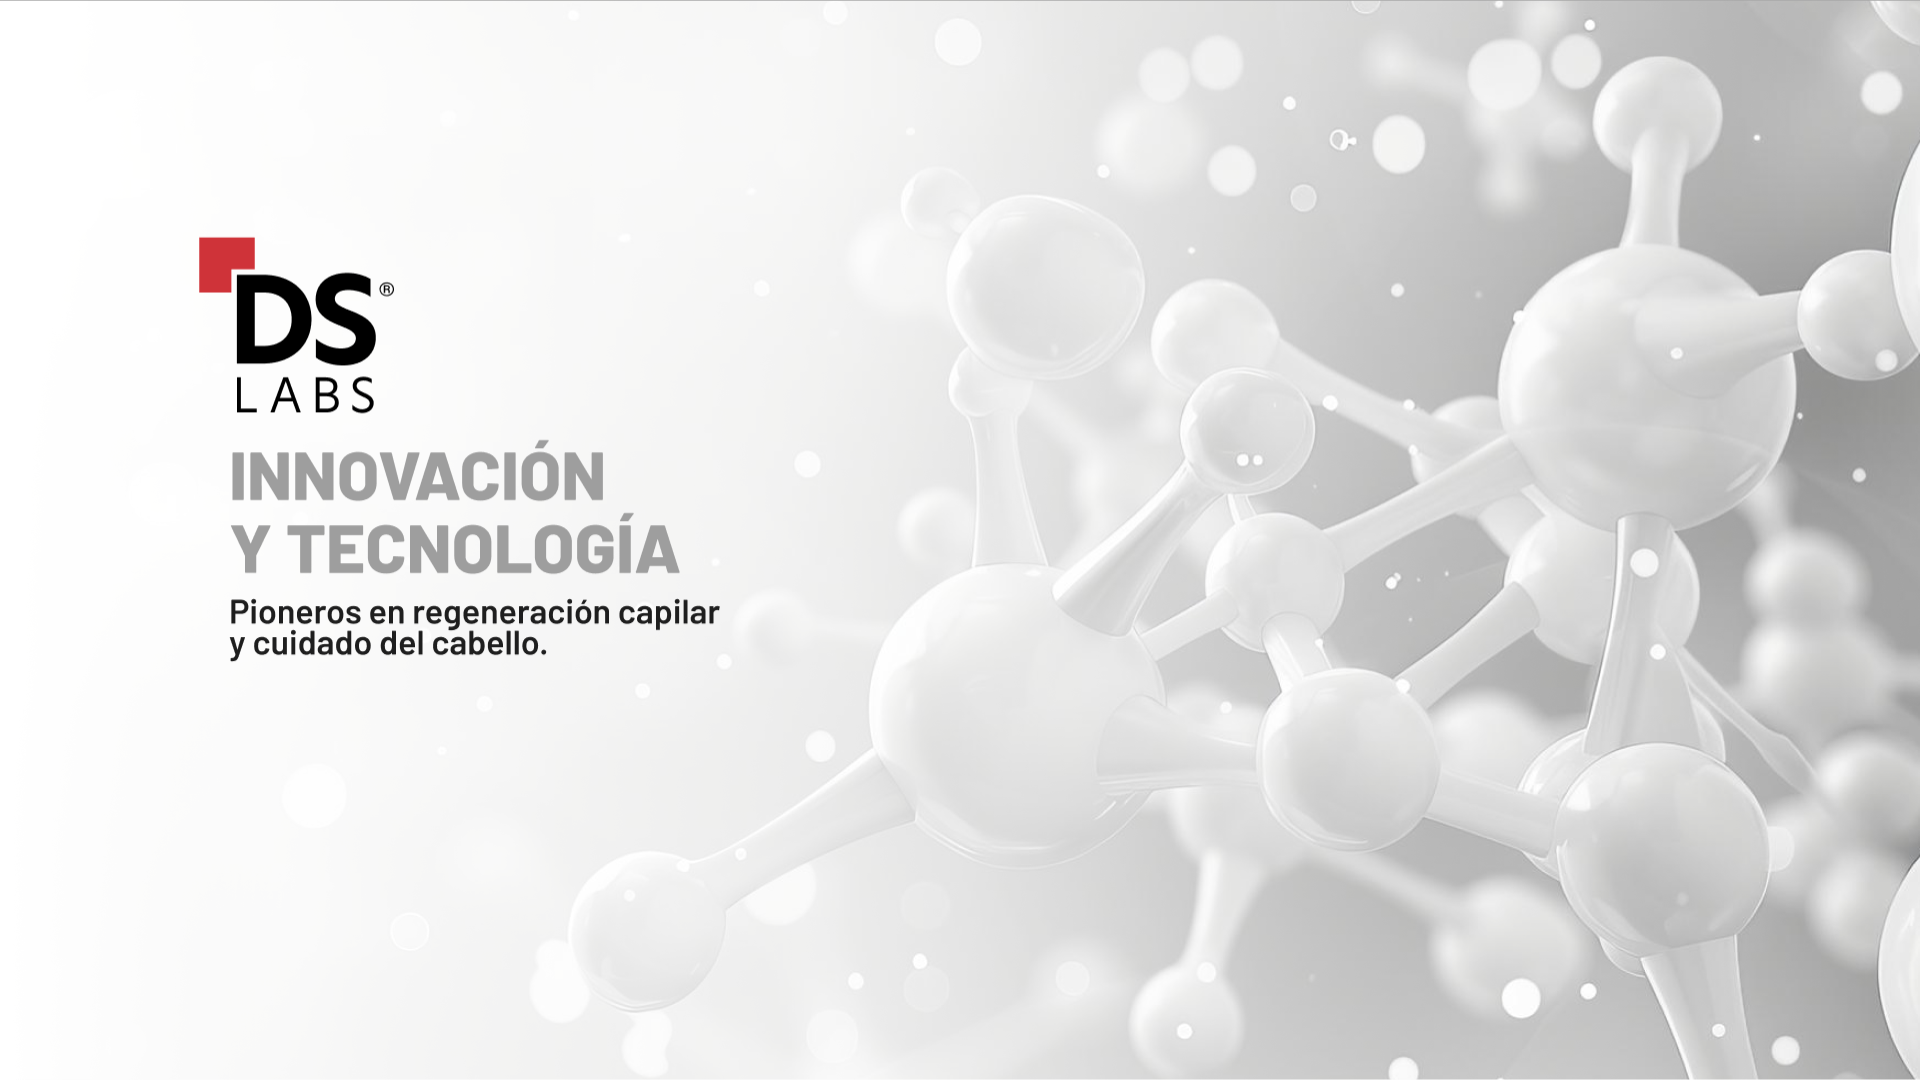 DS®
LABS
INNOVACIÓN
Y TECNOLOGÍA
Pioneros en regeneración capilar
y cuidado del cabello.